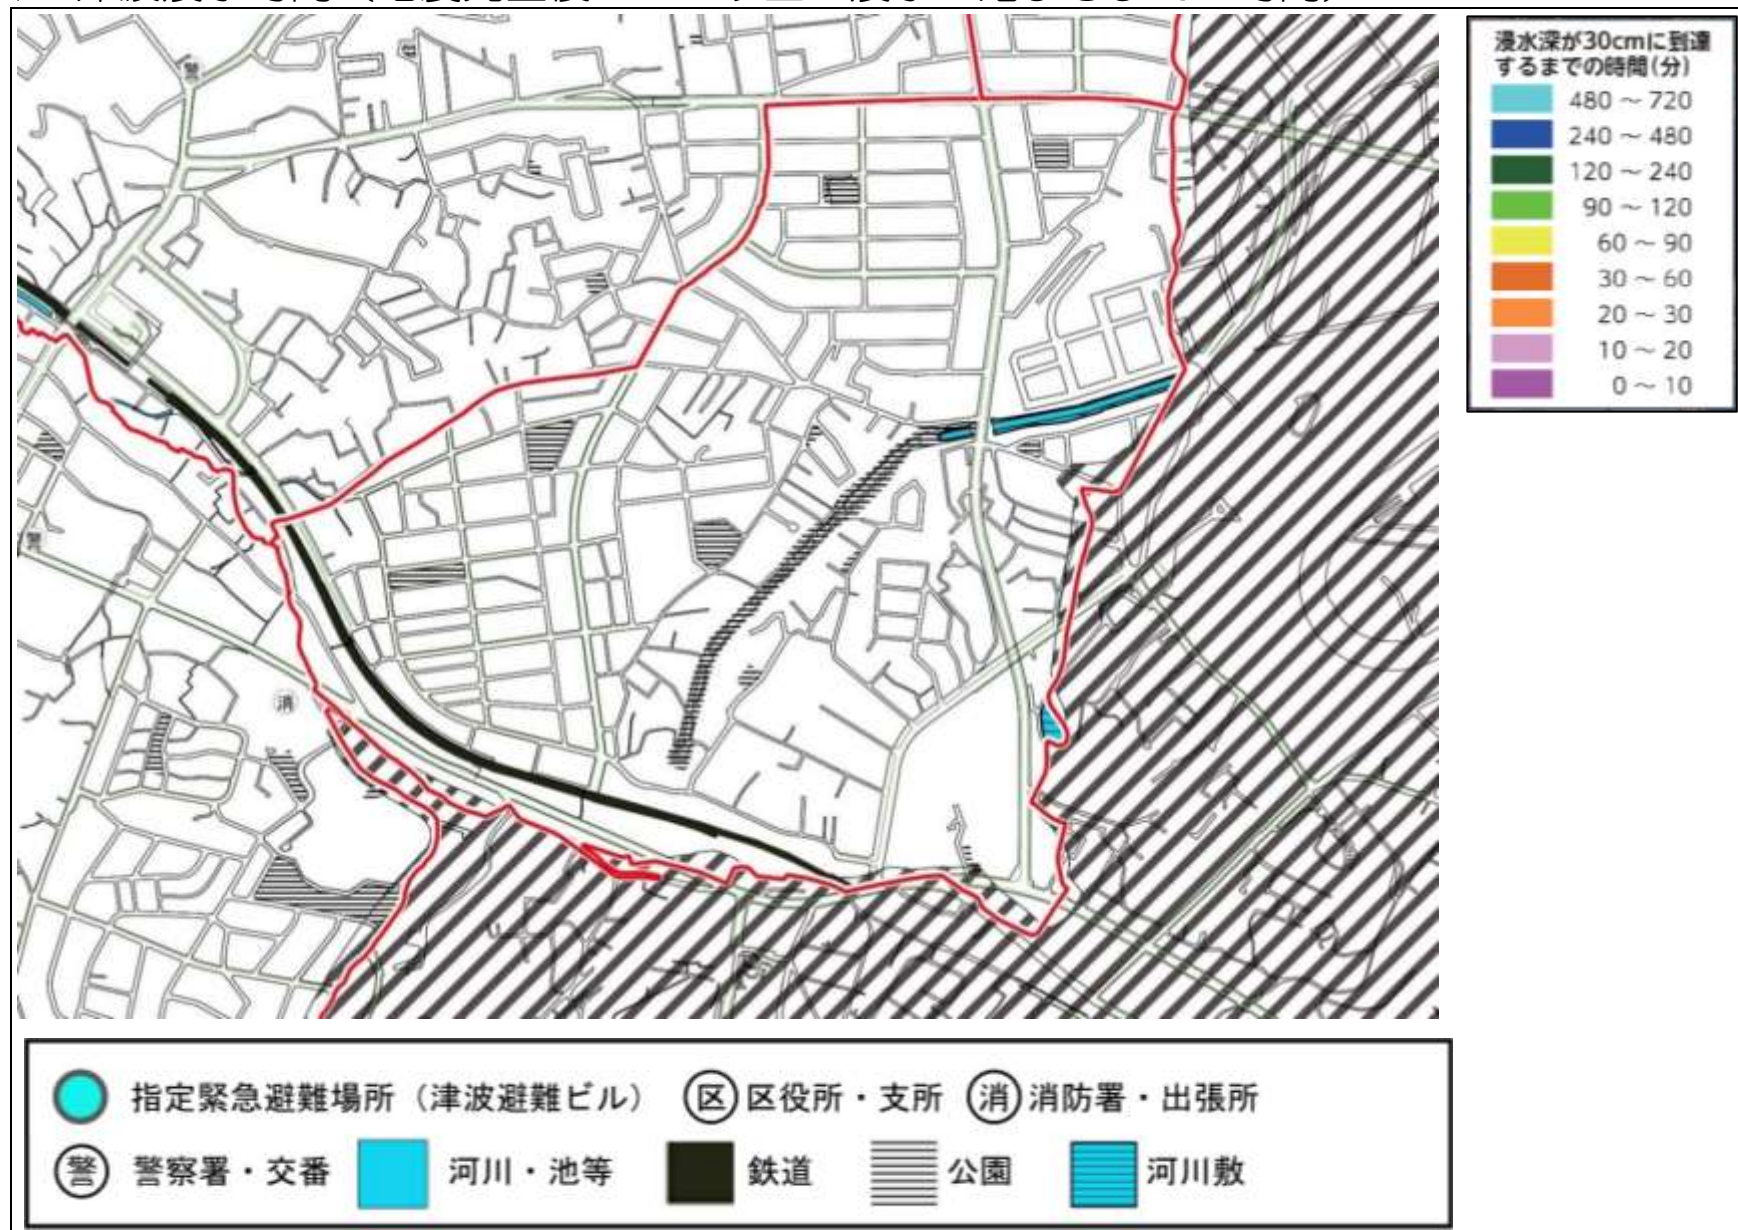 浸水深が30cmに到達
するまでの時間(分)
480 ～ 720
240 ～ 480
120 ～ 240
90 ～ 120
60 ～ 90
30 ～ 60
20 ～ 30
10 ～ 20
0 ～ 10
警
警
消
指定緊急避難場所（津波避難ビル） 区 区役所・支所 消 消防署・出張所
警 警察署・交番 河川・池等 鉄道 公園 河川敷